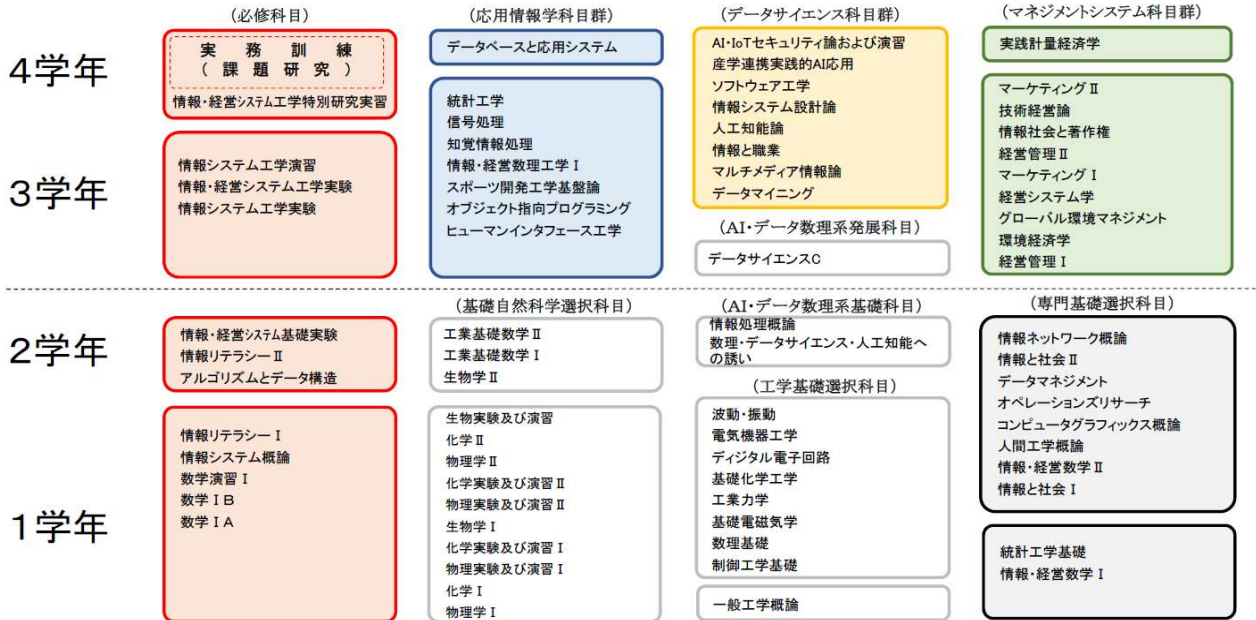 (必修科目)
(応用情報学科目群)
(データサイエンス科目群)
(マネジメントシステム科目群)
4学年
実務訓練
(課題研究)
情報・経営システム工学特別研究実習
データベースと応用システム
統計工学
信号処理
知覚情報処理
情報・経営数理工学Ⅰ
スポーツ開発工学基盤論
オブジェクト指向プログラミング
ヒューマンインタフェース工学
AI・IoTセキュリティ論および演習
産学連携実践的AI応用
ソフトウェア工学
情報システム設計論
人工知能論
情報と職業
マルチメディア情報論
データマイニング
実践計量経済学
マーケティングⅡ
技術経営論
情報社会と著作権
経営管理Ⅱ
マーケティングⅠ
経営システム学
グローバル環境マネジメント
環境経済学
経営管理Ⅰ
3学年
情報システム工学演習
情報・経営システム工学実験
情報システム工学実験
(AI・データ数理系発展科目)
データサイエンスC
(基礎自然科学選択科目)
(AI・データ数理系基礎科目)
(専門基礎選択科目)
2学年
情報・経営システム基礎実験
情報リテラシーⅡ
アルゴリズムとデータ構造
工業基礎数学Ⅱ
工業基礎数学Ⅰ
生物学Ⅱ
情報処理概論
数理・データサイエンス・人工知能へ
の誘い
(工学基礎選択科目)
情報ネットワーク概論
情報と社会Ⅱ
データマネジメント
オペレーションズリサーチ
コンピュータグラフィックス概論
人間工学概論
情報・経営数学Ⅱ
情報と社会Ⅰ
1学年
情報リテラシーⅠ
情報システム概論
数学演習Ⅰ
数学ⅠB
数学ⅠA
生物実験及び演習
化学Ⅱ
物理学Ⅱ
化学実験及び演習Ⅱ
物理実験及び演習Ⅱ
生物学Ⅰ
化学実験及び演習Ⅰ
物理実験及び演習Ⅰ
化学Ⅰ
物理学Ⅰ
波動・振動
電気機器工学
ディジタル電子回路
基礎化学工学
工業力学
基礎電磁気学
数理基礎
制御工学基礎
一般工学概論
統計工学基礎
情報・経営数学Ⅰ